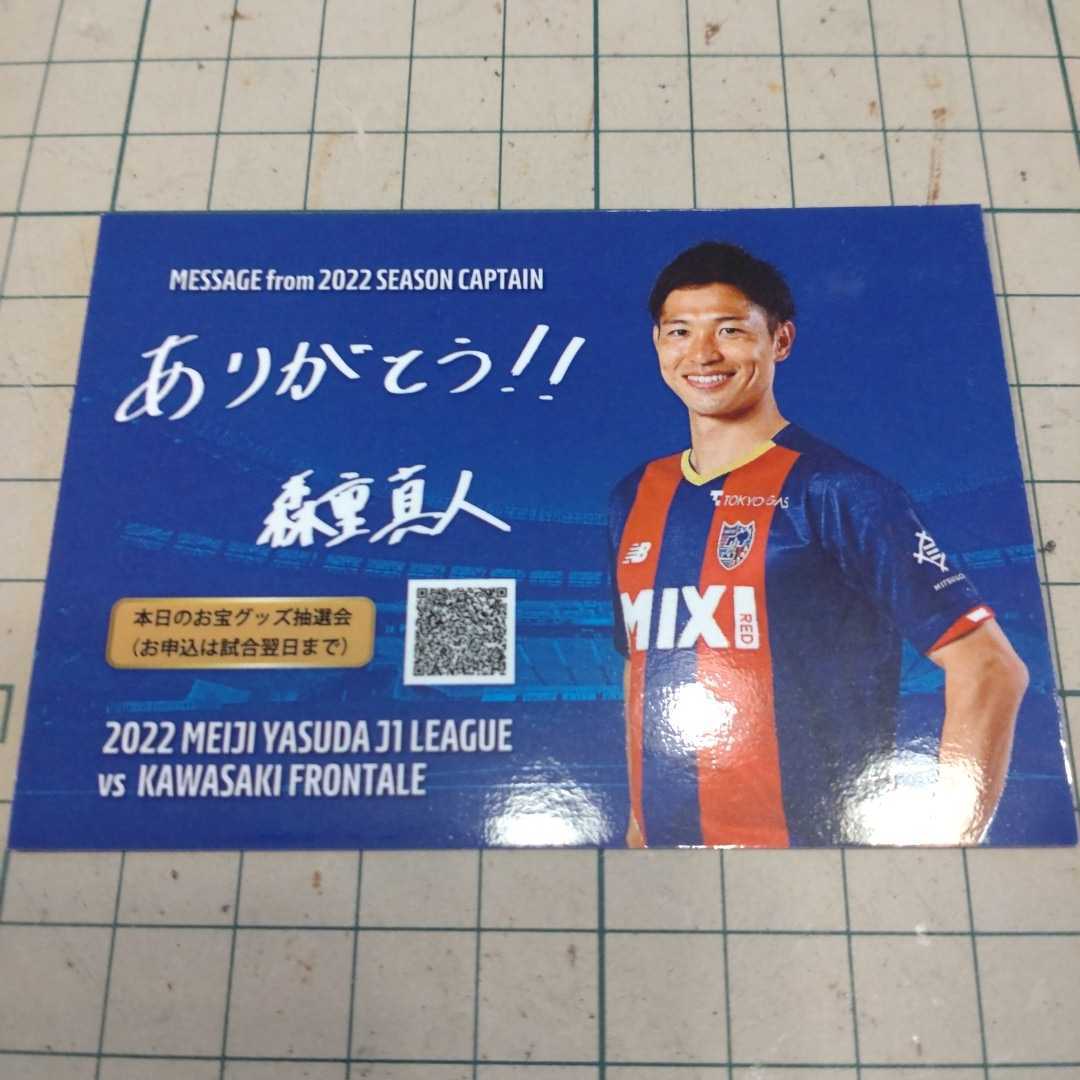 MESSAGE from 2022 SEASON CAPTAIN
ありがとう!!
森重真人
本日のお宝グッズ抽選会
(お申込は試合翌日まで)
2022 MEIJI YASUDA J1 LEAGUE
vs KAWASAKI FRONTALE
TOKYO GAS
NB
MIXI
RED